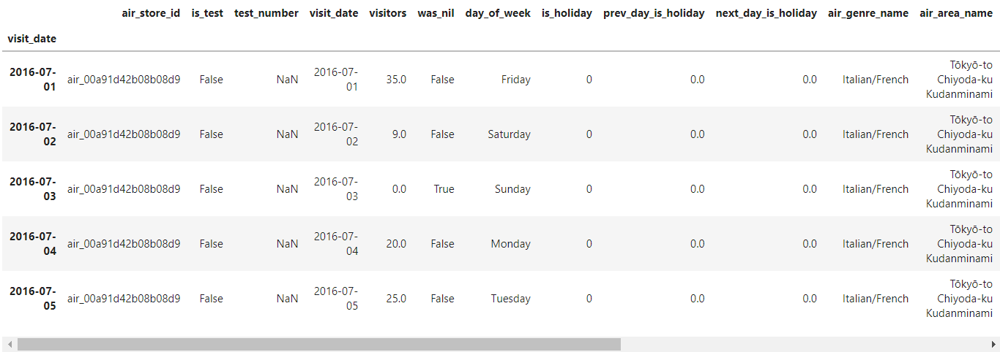 air_store_id is_test test_number visit_date visitors was_nil day_of_week is_holiday prev_day_is_holiday next_day_is_holiday air_genre_name air_area_name
visit_date
2016-07-01 air_00a91d42b08b08d9 False NaN 2016-07-01 35.0 False Friday 0 0.0 0.0 Italian/French Tōkyō-to Chiyoda-ku Kudanminami
2016-07-02 air_00a91d42b08b08d9 False NaN 2016-07-02 9.0 False Saturday 0 0.0 0.0 Italian/French Tōkyō-to Chiyoda-ku Kudanminami
2016-07-03 air_00a91d42b08b08d9 False NaN 2016-07-03 0.0 True Sunday 0 0.0 0.0 Italian/French Tōkyō-to Chiyoda-ku Kudanminami
2016-07-04 air_00a91d42b08b08d9 False NaN 2016-07-04 20.0 False Monday 0 0.0 0.0 Italian/French Tōkyō-to Chiyoda-ku Kudanminami
2016-07-05 air_00a91d42b08b08d9 False NaN 2016-07-05 25.0 False Tuesday 0 0.0 0.0 Italian/French Tōkyō-to Chiyoda-ku Kudanminami